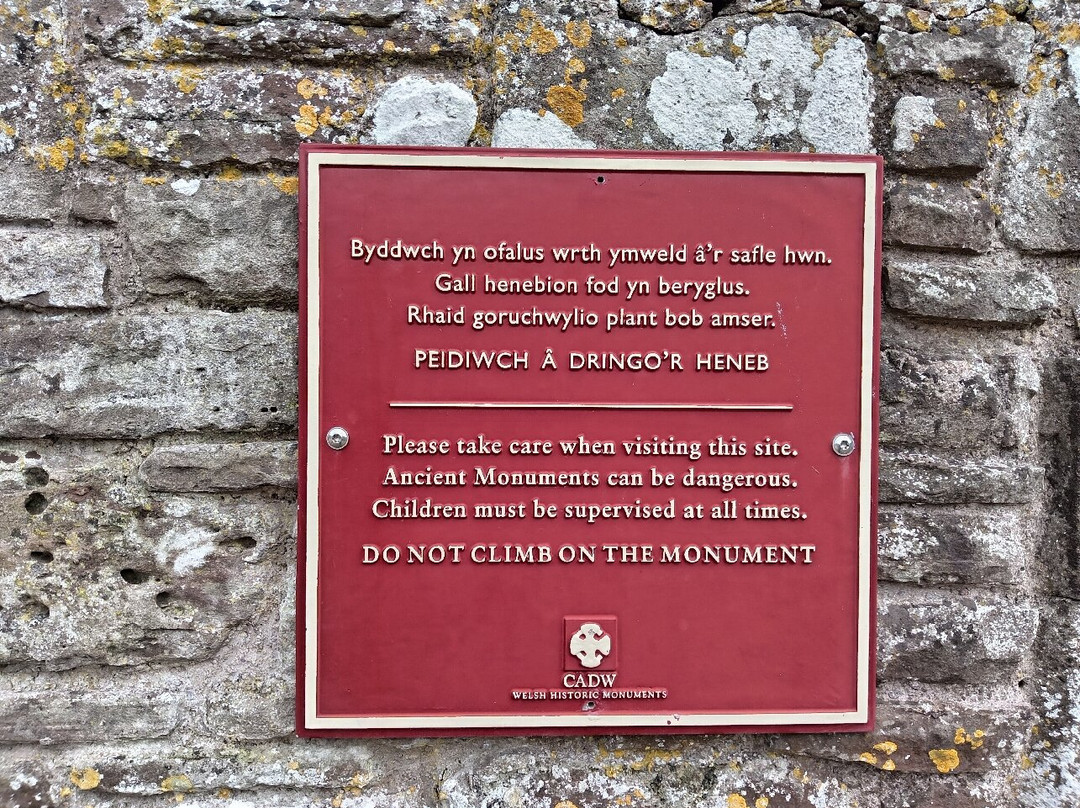 Byddwch yn ofalus wrth ymweld â'r safle hwn.
Gall henebion fod yn beryglus.
Rhaid goruchwylio plant bob amser.
PEIDIWCH Â DRINGO'R HENEB
Please take care when visiting this site.
Ancient Monuments can be dangerous.
Children must be supervised at all times.
DO NOT CLIMB ON THE MONUMENT
CADW
WELSH HISTORIC MONUMENTS